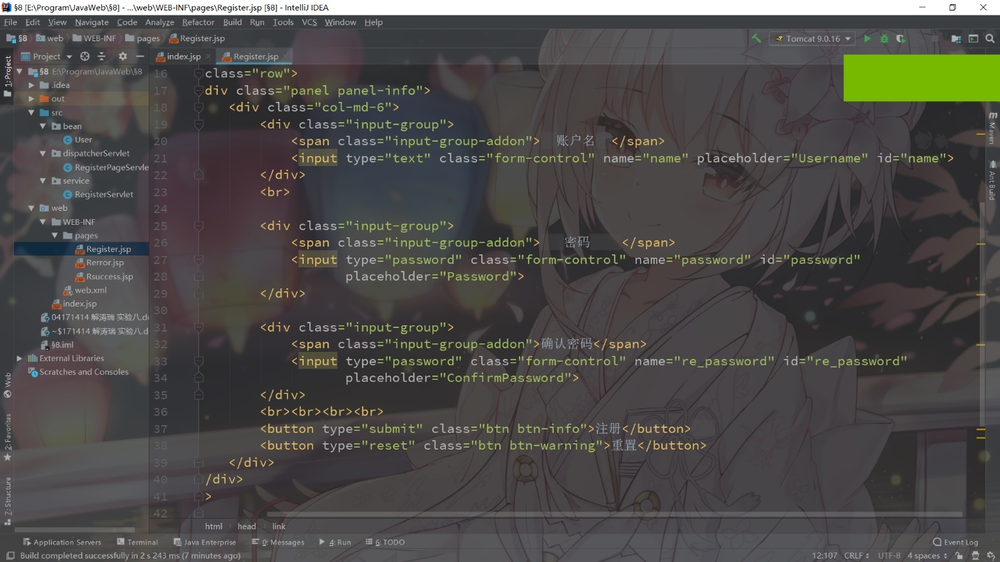 §8 [E:\Program\JavaWeb\§8] - ...\web\WEB-INF\pages\Register.jsp [§8] - IntelliJ IDEA
File Edit View Navigate Code Analyze Refactor Build Run Tools VCS Window Help
§8 web WEB-INF pages Register.jsp
Tomcat 9.0.16
Project
index.jsp
Register.jsp
1: Project
§8 E:\Program\JavaWeb\§8
.idea
out
src
bean
User
dispatcherServlet
RegisterPageServle
service
RegisterServlet
web
WEB-INF
pages
Register.jsp
Rerror.jsp
Rsuccess.jsp
web.xml
index.jsp
04171414 解涛瑞 实验八.d
~$171414 解涛瑞 实验八.d
§8.iml
External Libraries
Scratches and Consoles
Web
2: Favorites
Z: Structure
16 class="row">
17 div class="panel panel-info">
18 <div class="col-md-6">
19 <div class="input-group">
20 <span class="input-group-addon"> 账户名 </span>
21 <input type="text" class="form-control" name="name" placeholder="Username" id="name">
22 </div>
23 <br>
24
25 <div class="input-group">
26 <span class="input-group-addon"> 密码 </span>
27 <input type="password" class="form-control" name="password" id="password"
28 placeholder="Password">
29 </div>
30
31 <div class="input-group">
32 <span class="input-group-addon">确认密码</span>
33 <input type="password" class="form-control" name="re_password" id="re_password"
34 placeholder="ConfirmPassword">
35 </div>
36 <br><br><br><br>
37 <button type="submit" class="btn btn-info">注册</button>
38 <button type="reset" class="btn btn-warning">重置</button>
39 </div>
40 /div>
41 >
42
html head link
Maven
Ant Build
Application Servers Terminal Java Enterprise 0: Messages 4: Run 6: TODO Event Log
Build completed successfully in 2 s 243 ms (7 minutes ago) 12:107 CRLF UTF-8 4 spaces